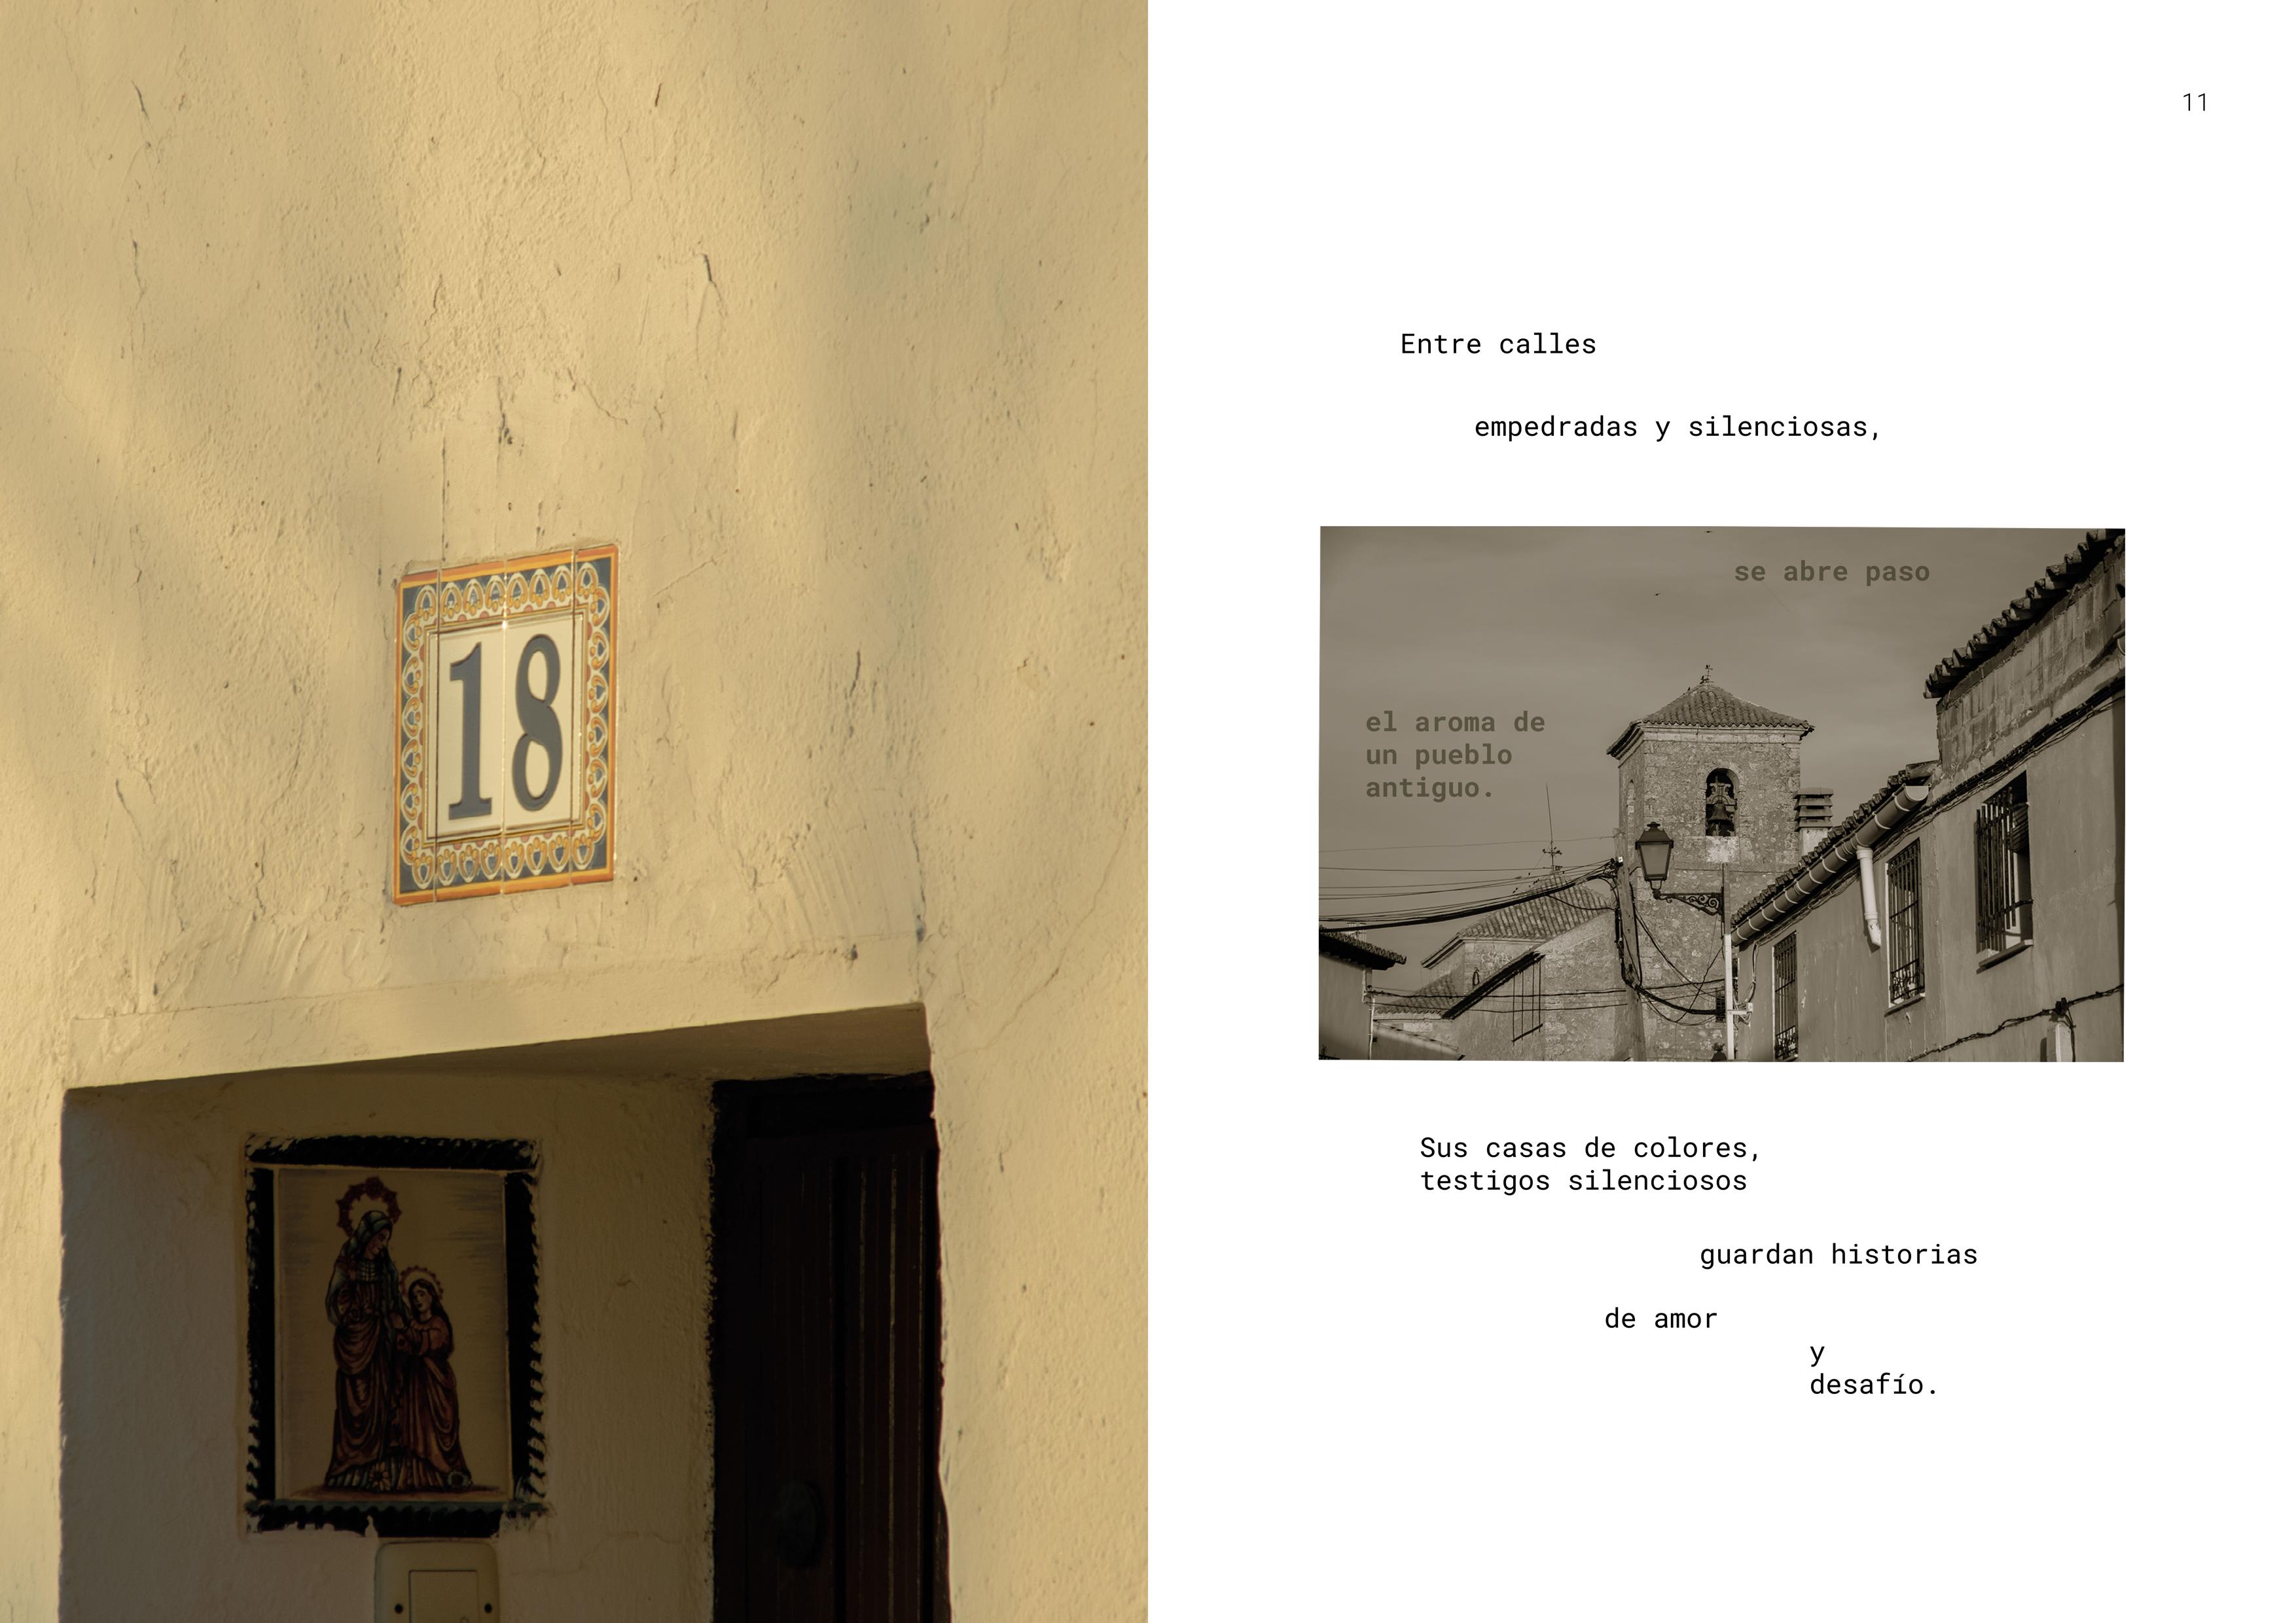 18
11
Entre calles
empedradas y silenciosas,
se abre paso
el aroma de
un pueblo
antiguo.
Sus casas de colores,
testigos silenciosos
guardan historias
de amor
y
desafío.